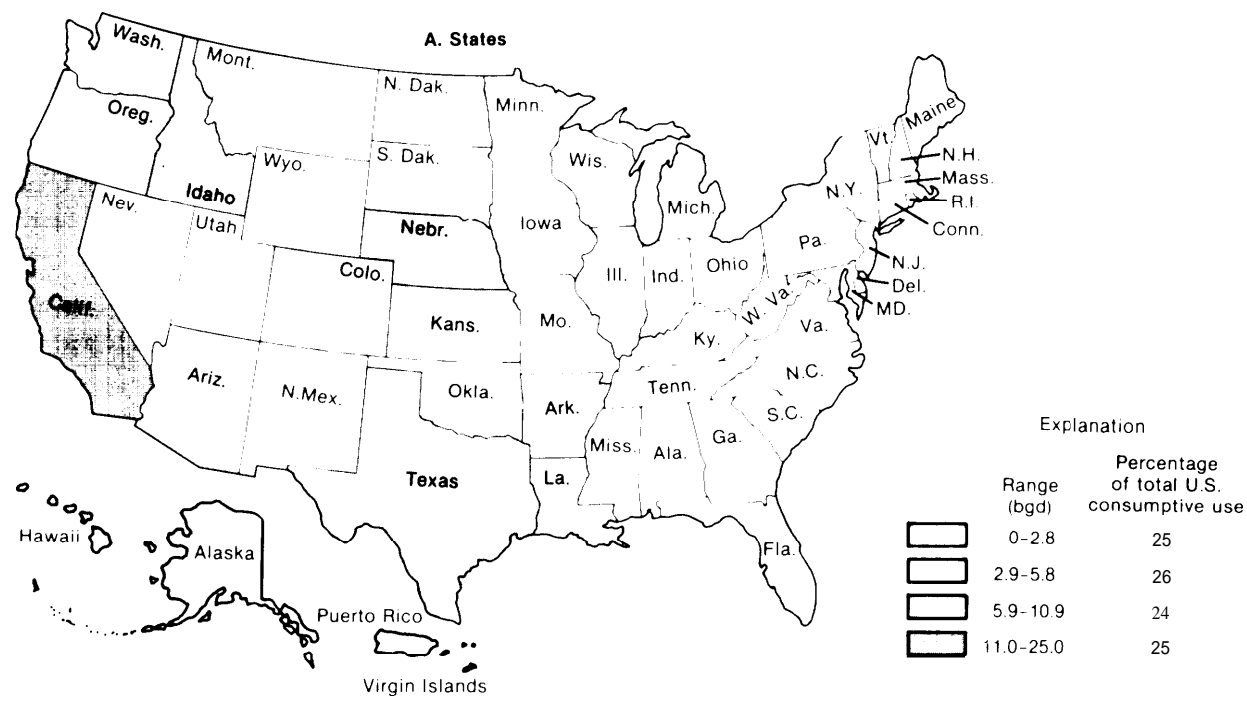 A. States
Wash.
Mont.
N. Dak.
Minn.
Oreg.
Idaho
Wyo.
S. Dak.
Wis.
Mich.
N.Y.
Vt.
Maine
N.H.
Mass.
R.I.
Conn.
N.J.
Del.
MD.
Nev.
Utah
Nebr.
Iowa
Colo.
Ill.
Ind.
Ohio
Pa.
W. Va.
Va.
Calif.
Kans.
Mo.
Ky.
N.C.
Ariz.
N.Mex.
Okla.
Ark.
Tenn.
S.C.
Texas
La.
Miss.
Ala.
Ga.
Fla.
Hawaii
Alaska
Puerto Rico
Virgin Islands
Explanation
Percentage
Range of total U.S.
(bgd) consumptive use
0-2.8 25
2.9-5.8 26
5.9-10.9 24
11.0-25.0 25